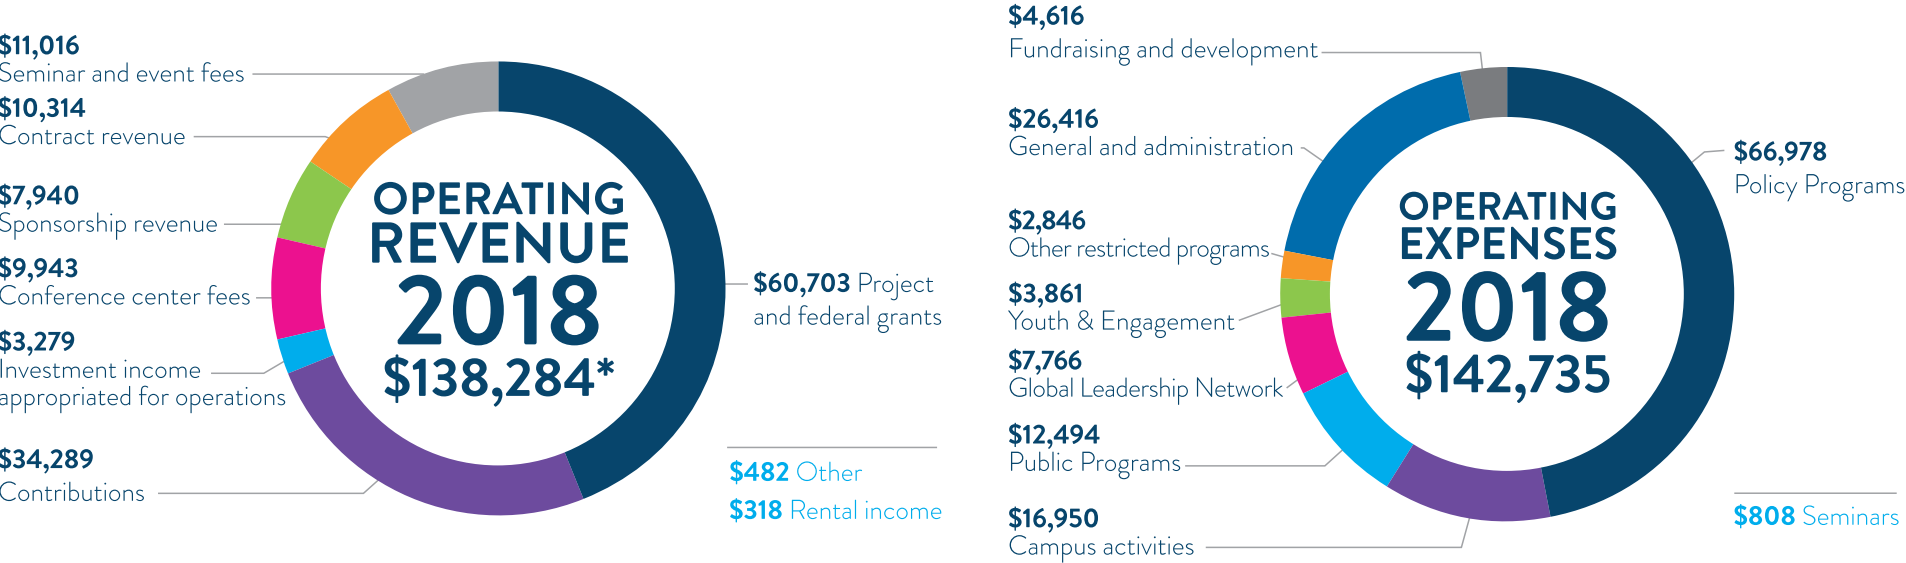 $11,016
Seminar and event fees
$10,314
Contract revenue
$7,940
Sponsorship revenue
$9,943
Conference center fees
$3,279
Investment income
appropriated for operations
$34,289
Contributions
OPERATING
REVENUE
2018
$138,284*
$60,703 Project
and federal grants
$482 Other
$318 Rental income
$4,616
Fundraising and development
$26,416
General and administration
$2,846
Other restricted programs
$3,861
Youth & Engagement
$7,766
Global Leadership Network
$12,494
Public Programs
$16,950
Campus activities
OPERATING
EXPENSES
2018
$142,735
$66,978
Policy Programs
$808 Seminars